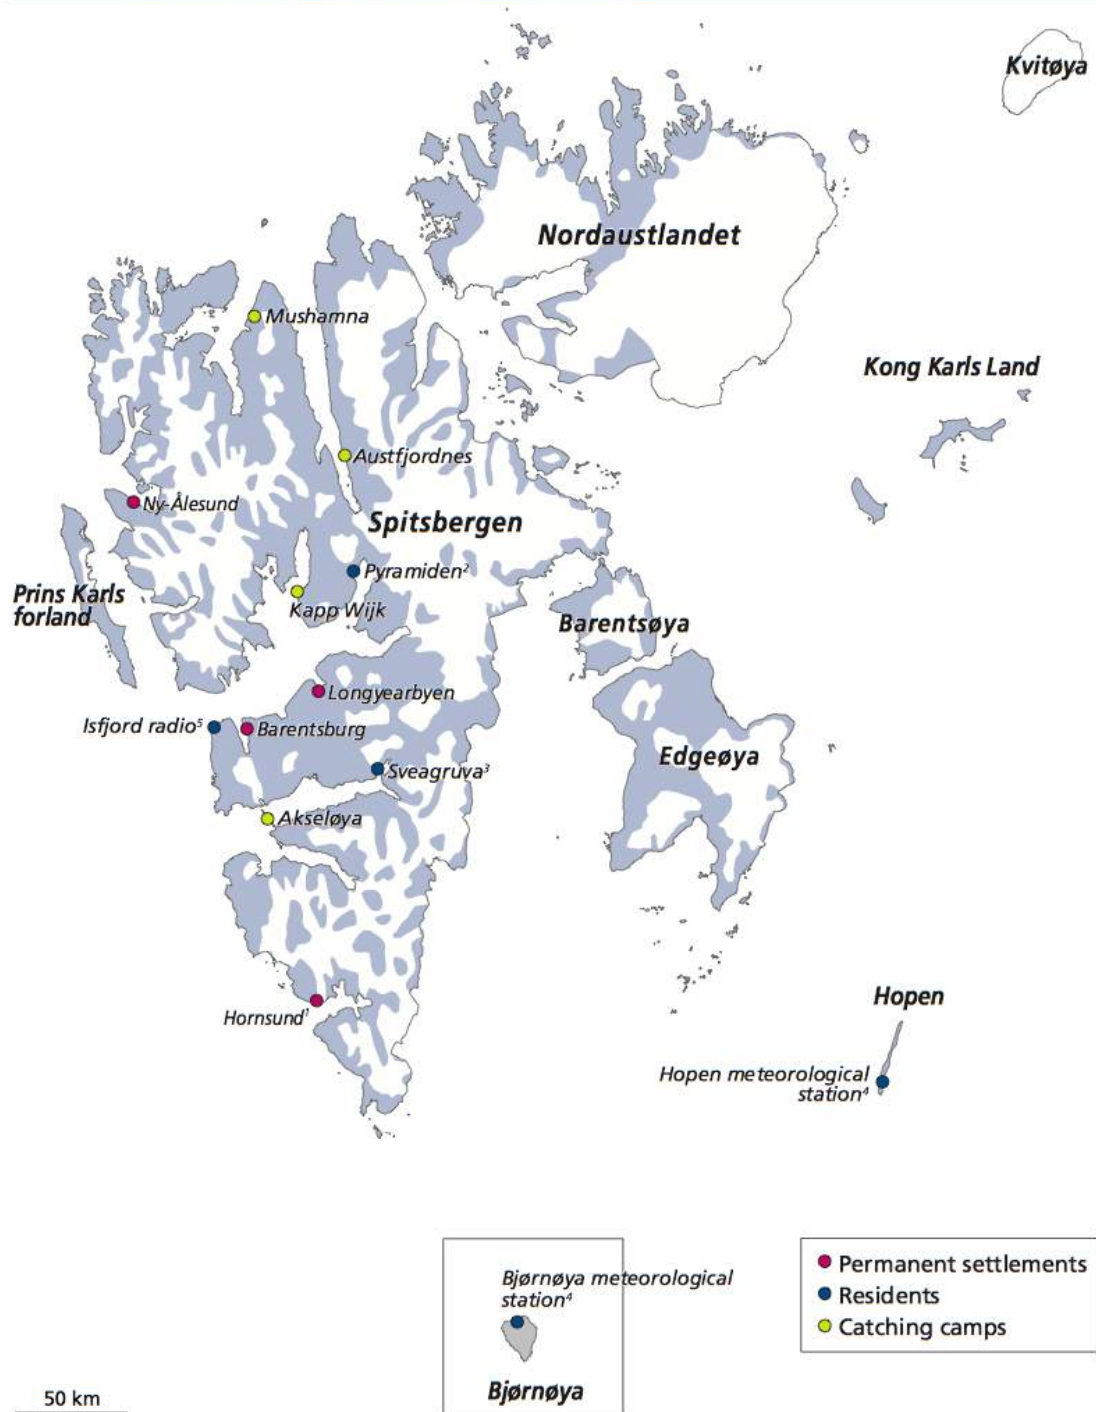 Kvitøya
Nordaustlandet
Mushamna
Kong Karls Land
Austfjordnes
Ny-Ålesund
Spitsbergen
Pyramiden²
Prins Karls
forland
Kapp Wijk
Barentsøya
Longyearbyen
Isfjord radio⁵
Barentsburg
Edgeøya
Sveagruva³
Akseløya
Hopen
Hornsund¹
Hopen meteorological
station⁴
Bjørnøya meteorological
station⁴
Bjørnøya
Permanent settlements
Residents
Catching camps
50 km